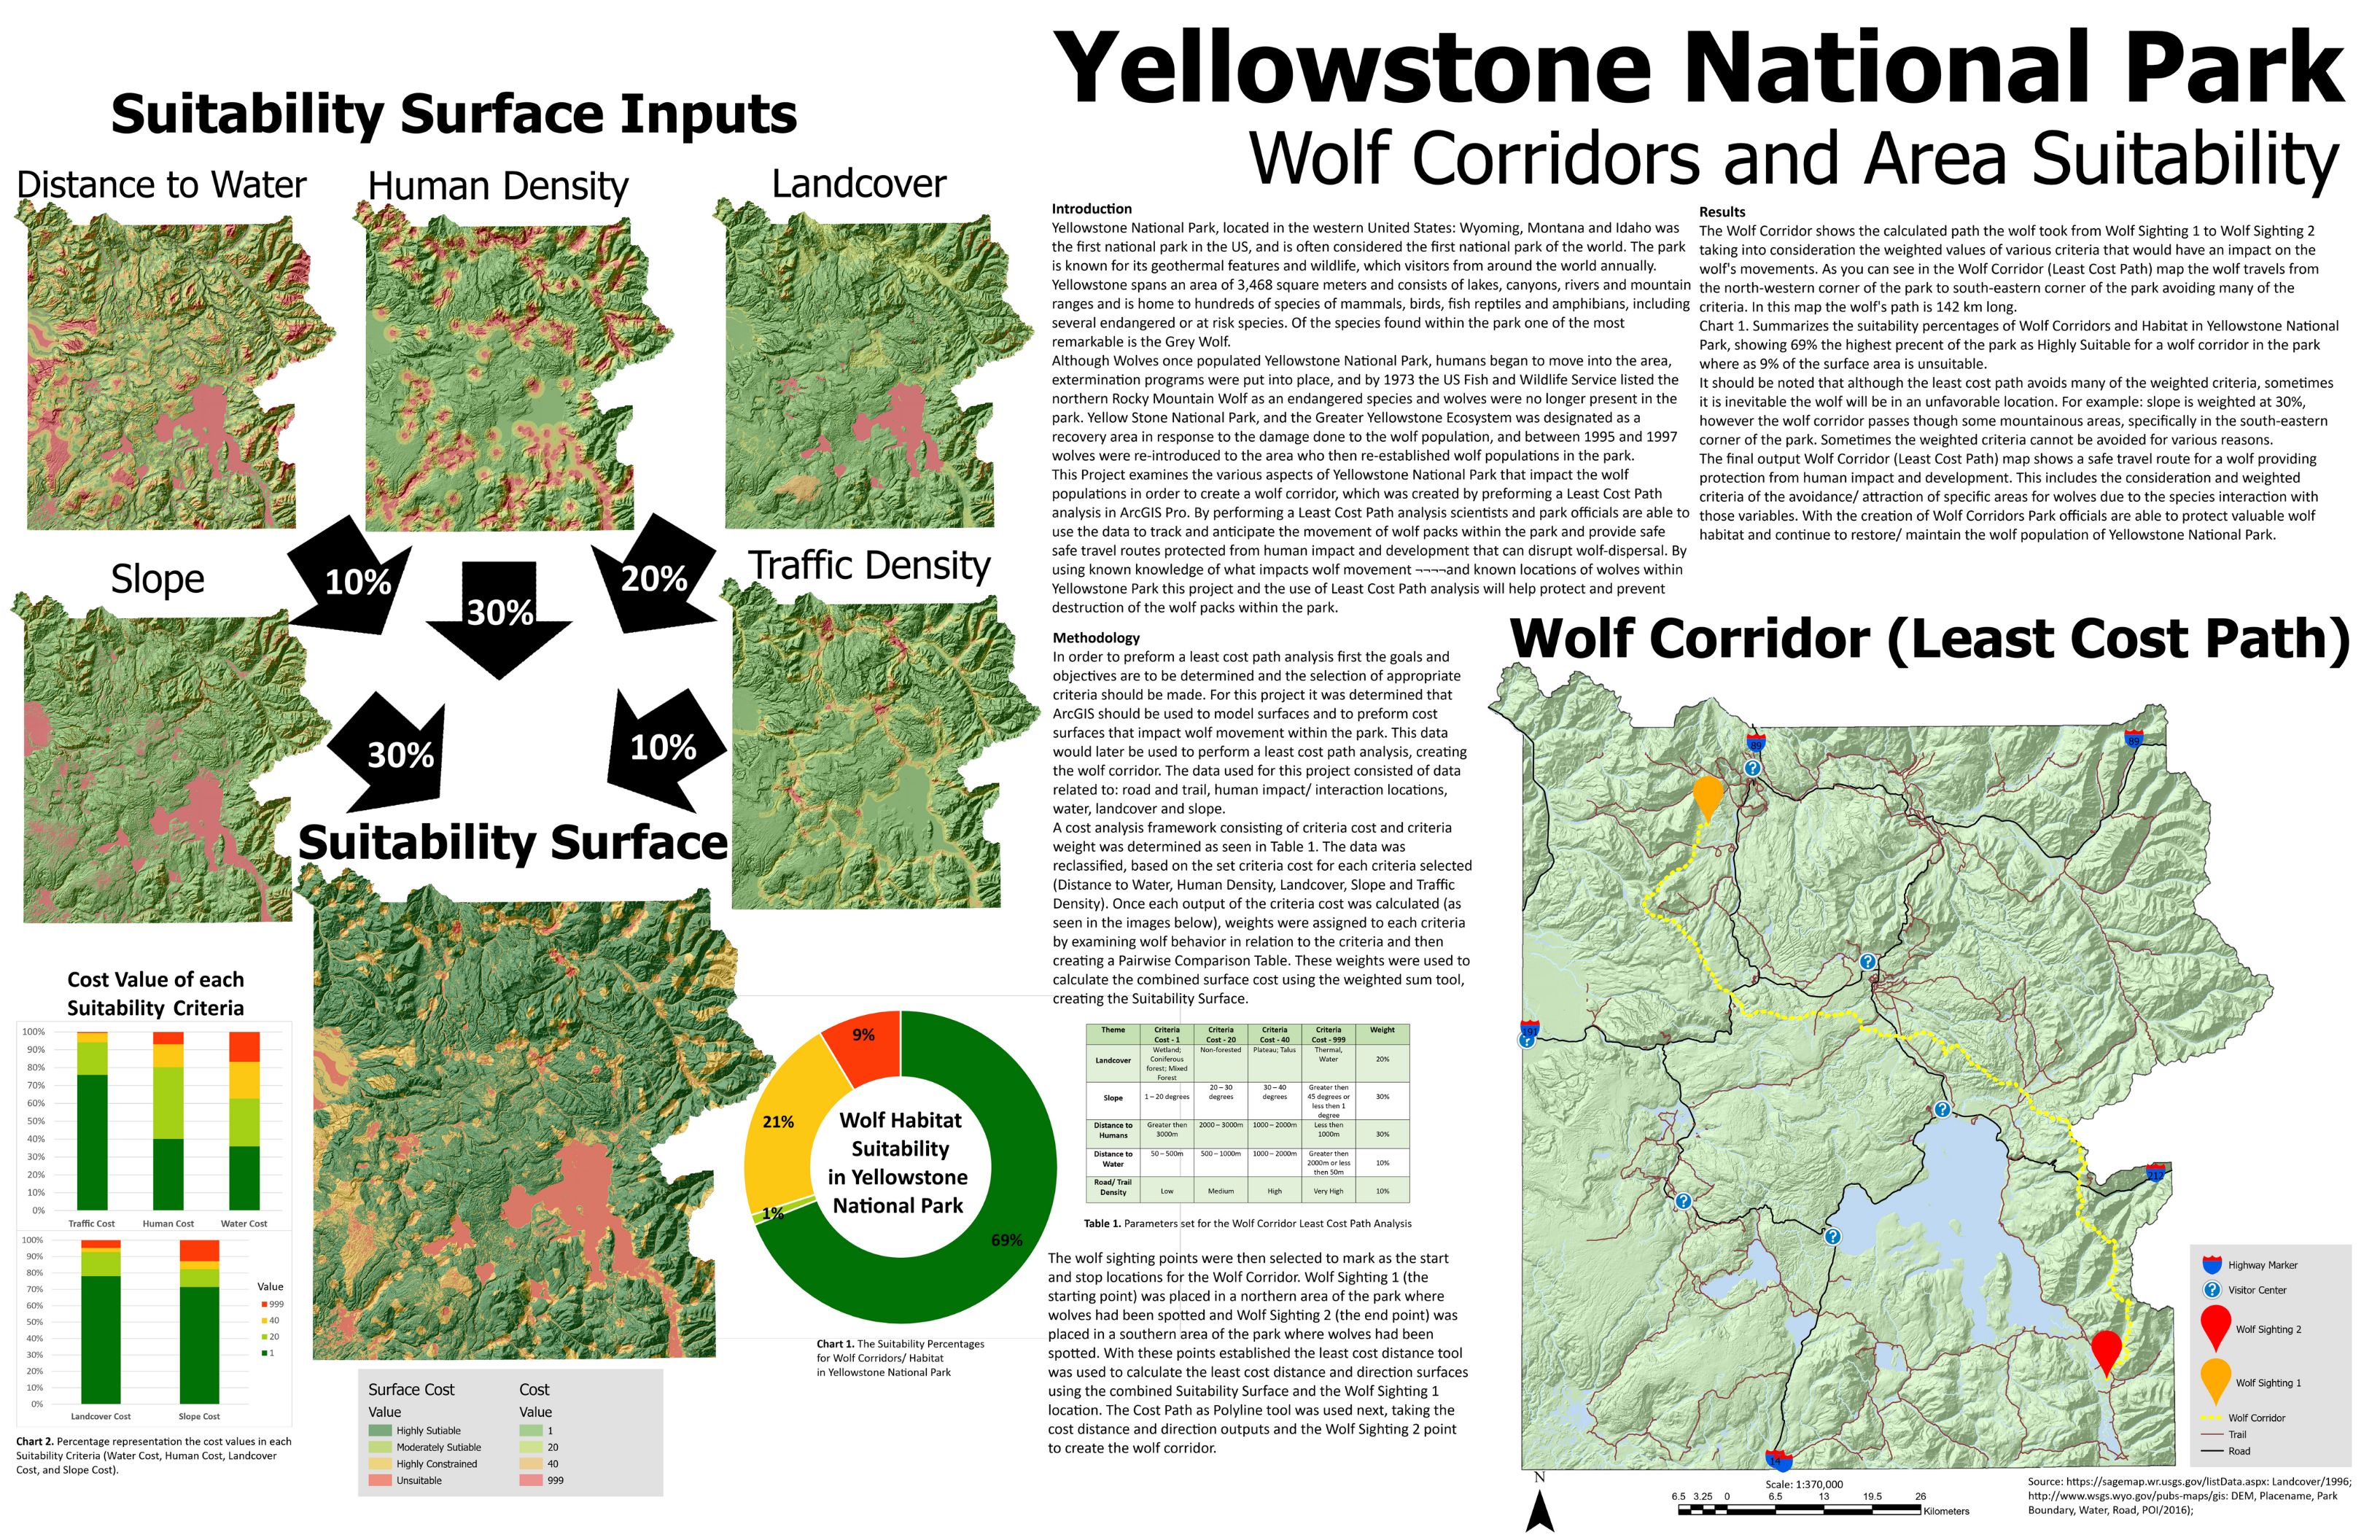 Yellowstone National Park
Wolf Corridors and Area Suitability
Suitability Surface Inputs
Distance to Water
Human Density
Landcover
10%
30%
20%
Slope
Traffic Density
30%
10%
Suitability Surface
Cost Value of each
Suitability Criteria
100%
90%
80%
70%
60%
50%
40%
30%
20%
10%
0%
Traffic Cost
Human Cost
Water Cost
100%
90%
80%
70%
60%
50%
40%
30%
20%
10%
0%
Landcover Cost
Slope Cost
Value
999
40
20
1
Chart 2. Percentage representation the cost values in each
Suitability Criteria (Water Cost, Human Cost, Landcover
Cost, and Slope Cost).
Surface Cost
Value
Highly Sutiable
Moderately Sutiable
Highly Constrained
Unsuitable
Cost
Value
1
20
40
999
9%
21%
1%
69%
Wolf Habitat
Suitability
in Yellowstone
National Park
Chart 1. The Suitability Percentages
for Wolf Corridors/ Habitat
in Yellowstone National Park
Introduction
Yellowstone National Park, located in the western United States: Wyoming, Montana and Idaho was
the first national park in the US, and is often considered the first national park of the world. The park
is known for its geothermal features and wildlife, which visitors from around the world annually.
Yellowstone spans an area of 3,468 square meters and consists of lakes, canyons, rivers and mountain
ranges and is home to hundreds of species of mammals, birds, fish reptiles and amphibians, including
several endangered or at risk species. Of the species found within the park one of the most
remarkable is the Grey Wolf.
Although Wolves once populated Yellowstone National Park, humans began to move into the area,
extermination programs were put into place, and by 1973 the US Fish and Wildlife Service listed the
northern Rocky Mountain Wolf as an endangered species and wolves were no longer present in the
park. Yellow Stone National Park, and the Greater Yellowstone Ecosystem was designated as a
recovery area in response to the damage done to the wolf population, and between 1995 and 1997
wolves were re-introduced to the area who then re-established wolf populations in the park.
This Project examines the various aspects of Yellowstone National Park that impact the wolf
populations in order to create a wolf corridor, which was created by preforming a Least Cost Path
analysis in ArcGIS Pro. By performing a Least Cost Path analysis scientists and park officials are able to
use the data to track and anticipate the movement of wolf packs within the park and provide safe
safe travel routes protected from human impact and development that can disrupt wolf-dispersal. By
using known knowledge of what impacts wolf movement ¬¬¬¬and known locations of wolves within
Yellowstone Park this project and the use of Least Cost Path analysis will help protect and prevent
destruction of the wolf packs within the park.
Methodology
In order to preform a least cost path analysis first the goals and
objectives are to be determined and the selection of appropriate
criteria should be made. For this project it was determined that
ArcGIS should be used to model surfaces and to preform cost
surfaces that impact wolf movement within the park. This data
would later be used to perform a least cost path analysis, creating
the wolf corridor. The data used for this project consisted of data
related to: road and trail, human impact/ interaction locations,
water, landcover and slope.
A cost analysis framework consisting of criteria cost and criteria
weight was determined as seen in Table 1. The data was
reclassified, based on the set criteria cost for each criteria selected
(Distance to Water, Human Density, Landcover, Slope and Traffic
Density). Once each output of the criteria cost was calculated (as
seen in the images below), weights were assigned to each criteria
by examining wolf behavior in relation to the criteria and then
creating a Pairwise Comparison Table. These weights were used to
calculate the combined surface cost using the weighted sum tool,
creating the Suitability Surface.
Theme | Criteria Cost - 1 | Criteria Cost - 20 | Criteria Cost - 40 | Criteria Cost - 999 | Weight
Landcover | Wetland; Coniferous forest; Mixed Forest | Non-forested | Plateau; Talus | Thermal, Water | 20%
Slope | 1 – 20 degrees | 20 – 30 degrees | 30 – 40 degrees | Greater then 45 degrees or less then 1 degree | 30%
Distance to Humans | Greater then 3000m | 2000 – 3000m | 1000 – 2000m | Less then 1000m | 30%
Distance to Water | 50 – 500m | 500 – 1000m | 1000 – 2000m | Greater then 2000m or less then 50m | 10%
Road/ Trail Density | Low | Medium | High | Very High | 10%
Table 1. Parameters set for the Wolf Corridor Least Cost Path Analysis
The wolf sighting points were then selected to mark as the start
and stop locations for the Wolf Corridor. Wolf Sighting 1 (the
starting point) was placed in a northern area of the park where
wolves had been spotted and Wolf Sighting 2 (the end point) was
placed in a southern area of the park where wolves had been
spotted. With these points established the least cost distance tool
was used to calculate the least cost distance and direction surfaces
using the combined Suitability Surface and the Wolf Sighting 1
location. The Cost Path as Polyline tool was used next, taking the
cost distance and direction outputs and the Wolf Sighting 2 point
to create the wolf corridor.
Results
The Wolf Corridor shows the calculated path the wolf took from Wolf Sighting 1 to Wolf Sighting 2
taking into consideration the weighted values of various criteria that would have an impact on the
wolf's movements. As you can see in the Wolf Corridor (Least Cost Path) map the wolf travels from
the north-western corner of the park to south-eastern corner of the park avoiding many of the
criteria. In this map the wolf's path is 142 km long.
Chart 1. Summarizes the suitability percentages of Wolf Corridors and Habitat in Yellowstone National
Park, showing 69% the highest precent of the park as Highly Suitable for a wolf corridor in the park
where as 9% of the surface area is unsuitable.
It should be noted that although the least cost path avoids many of the weighted criteria, sometimes
it is inevitable the wolf will be in an unfavorable location. For example: slope is weighted at 30%,
however the wolf corridor passes though some mountainous areas, specifically in the south-eastern
corner of the park. Sometimes the weighted criteria cannot be avoided for various reasons.
The final output Wolf Corridor (Least Cost Path) map shows a safe travel route for a wolf providing
protection from human impact and development. This includes the consideration and weighted
criteria of the avoidance/ attraction of specific areas for wolves due to the species interaction with
those variables. With the creation of Wolf Corridors Park officials are able to protect valuable wolf
habitat and continue to restore/ maintain the wolf population of Yellowstone National Park.
Wolf Corridor (Least Cost Path)
89
89
191
212
14
Highway Marker
Visitor Center
Wolf Sighting 2
Wolf Sighting 1
Wolf Corridor
Trail
Road
N
Scale: 1:370,000
6.5 3.25 0 6.5 13 19.5 26
Kilometers
Source: https://sagemap.wr.usgs.gov/listData.aspx: Landcover/1996;
http://www.wsgs.wyo.gov/pubs-maps/gis: DEM, Placename, Park
Boundary, Water, Road, POI/2016);